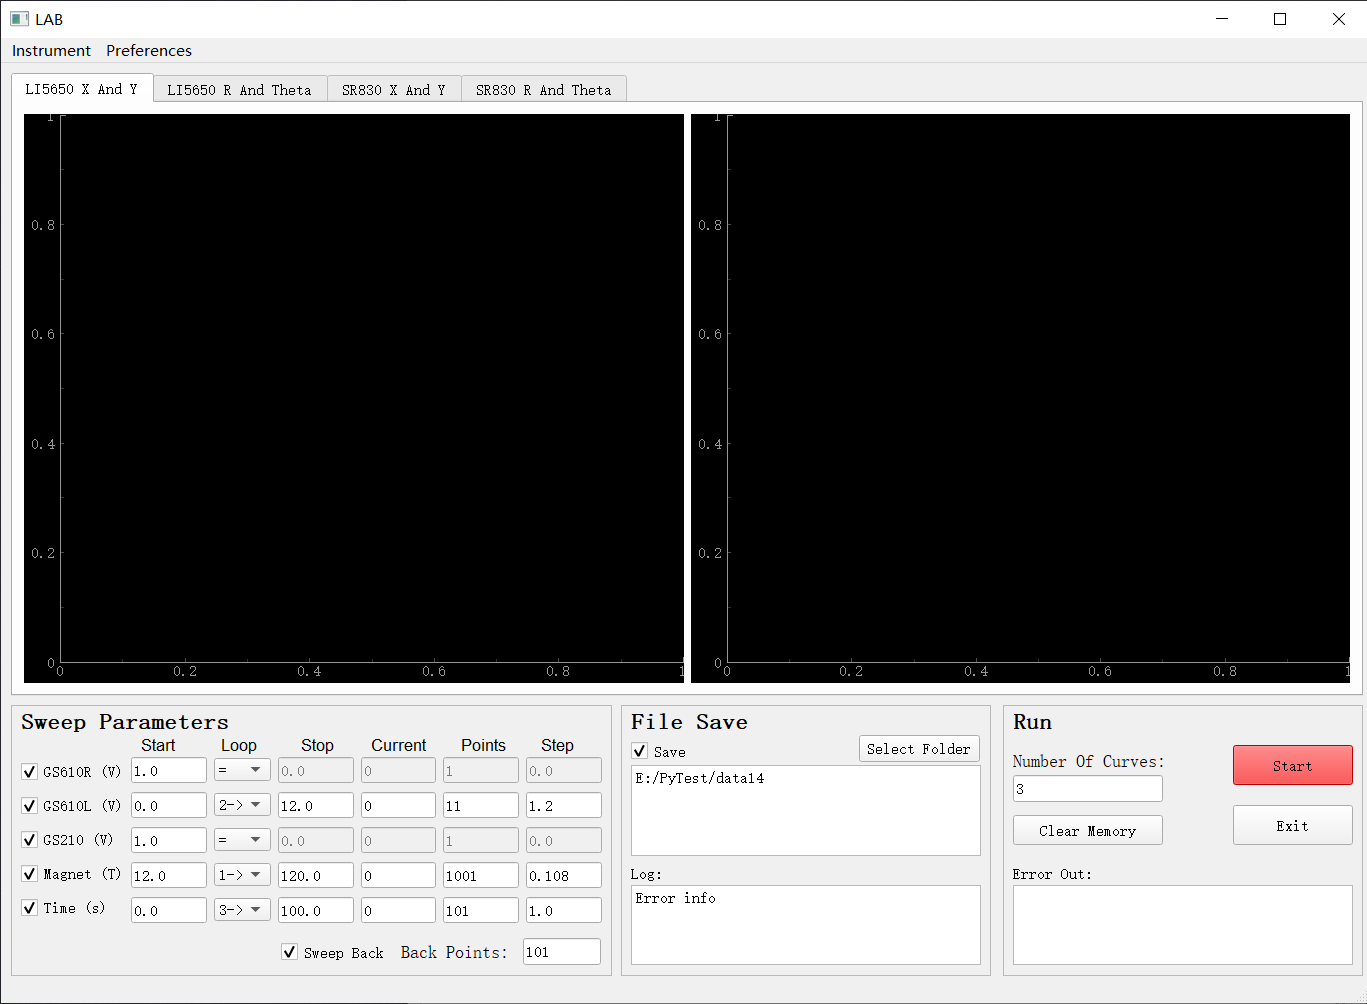 LAB
Instrument Preferences
LI5650 X And Y LI5650 R And Theta SR830 X And Y SR830 R And Theta
1 1
0.8 0.8
0.6 0.6
0.4 0.4
0.2 0.2
0 0
0 0.2 0.4 0.6 0.8 1 0 0.2 0.4 0.6 0.8 1
Sweep Parameters
Start Loop Stop Current Points Step
GS610R (V) 1.0 = 0.0 0 1 0.0
GS610L (V) 0.0 2-> 12.0 0 11 1.2
GS210 (V) 1.0 = 0.0 0 1 0.0
Magnet (T) 12.0 1-> 120.0 0 1001 0.108
Time (s) 0.0 3-> 100.0 0 101 1.0
Sweep Back Back Points: 101
File Save
Save Select Folder
E:/PyTest/data14
Log:
Error info
Run
Number Of Curves:
3
Start
Clear Memory
Exit
Error Out: